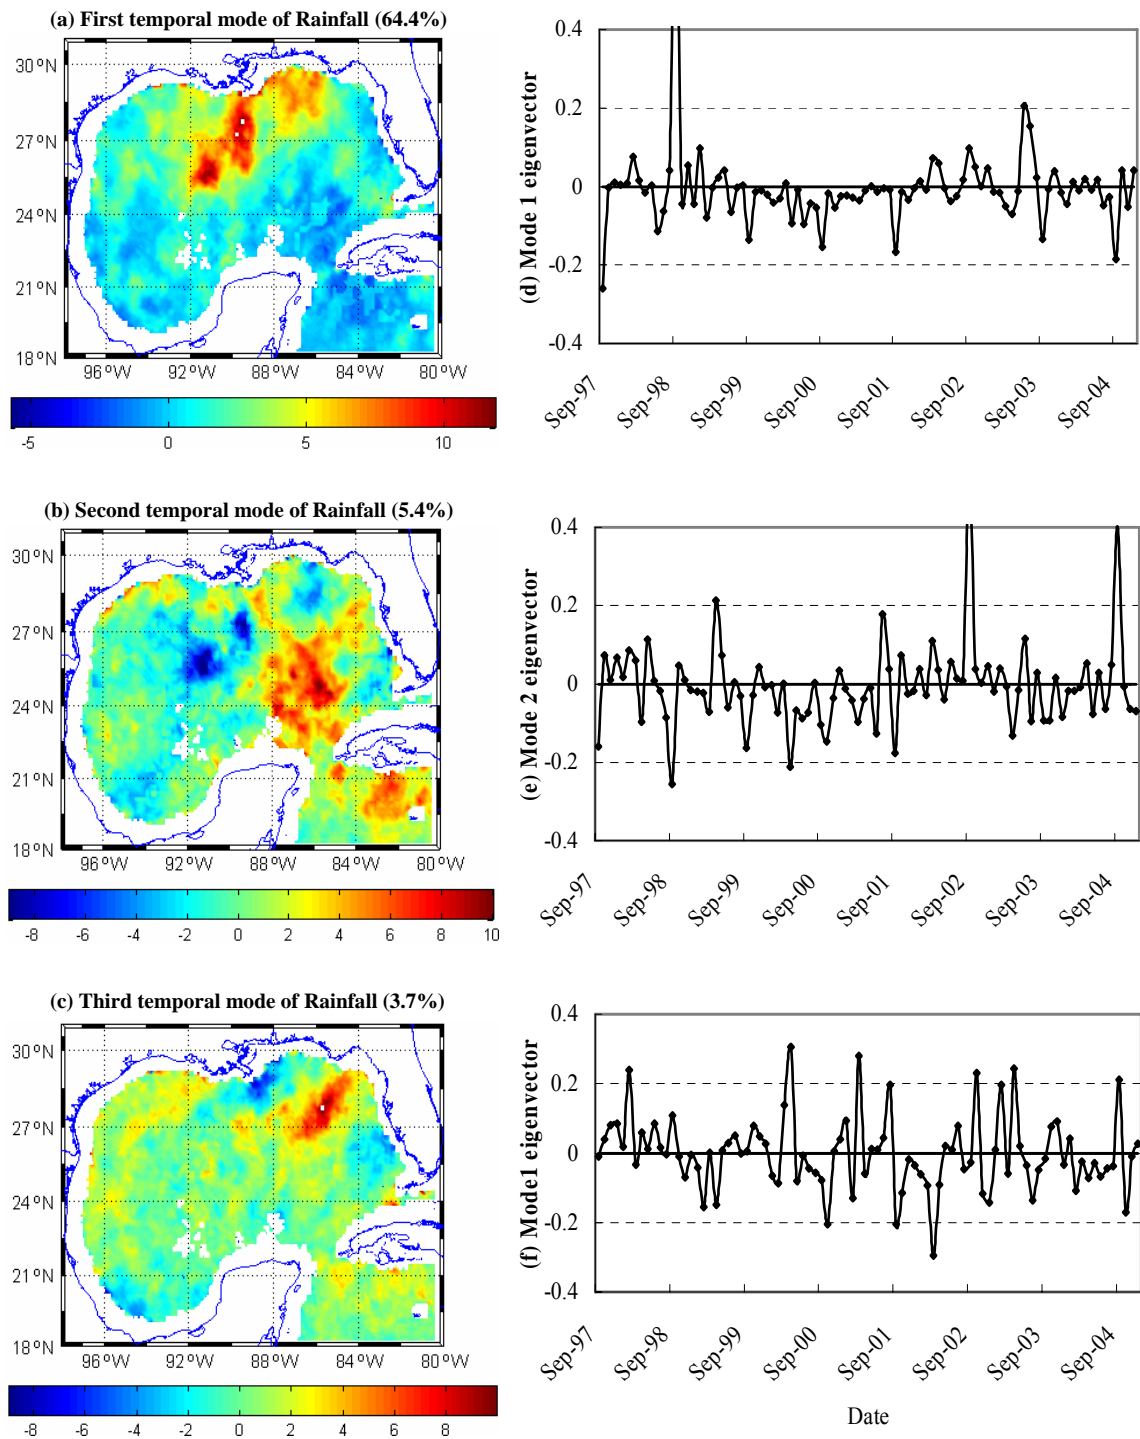 (a) First temporal mode of Rainfall (64.4%)
30°N
27°N
24°N
21°N
18°N
96°W 92°W 88°W 84°W 80°W
-5 0 5 10
(d) Mode 1 eigenvector
0.4
0.2
0
-0.2
-0.4
Sep-97 Sep-98 Sep-99 Sep-00 Sep-01 Sep-02 Sep-03 Sep-04
(b) Second temporal mode of Rainfall (5.4%)
30°N
27°N
24°N
21°N
18°N
96°W 92°W 88°W 84°W 80°W
-8 -6 -4 -2 0 2 4 6 8 10
(e) Mode 2 eigenvector
0.4
0.2
0
-0.2
-0.4
Sep-97 Sep-98 Sep-99 Sep-00 Sep-01 Sep-02 Sep-03 Sep-04
(c) Third temporal mode of Rainfall (3.7%)
30°N
27°N
24°N
21°N
18°N
96°W 92°W 88°W 84°W 80°W
-8 -6 -4 -2 0 2 4 6 8
(f) Mode1 eigenvector
0.4
0.2
0
-0.2
-0.4
Sep-97 Sep-98 Sep-99 Sep-00 Sep-01 Sep-02 Sep-03 Sep-04
Date